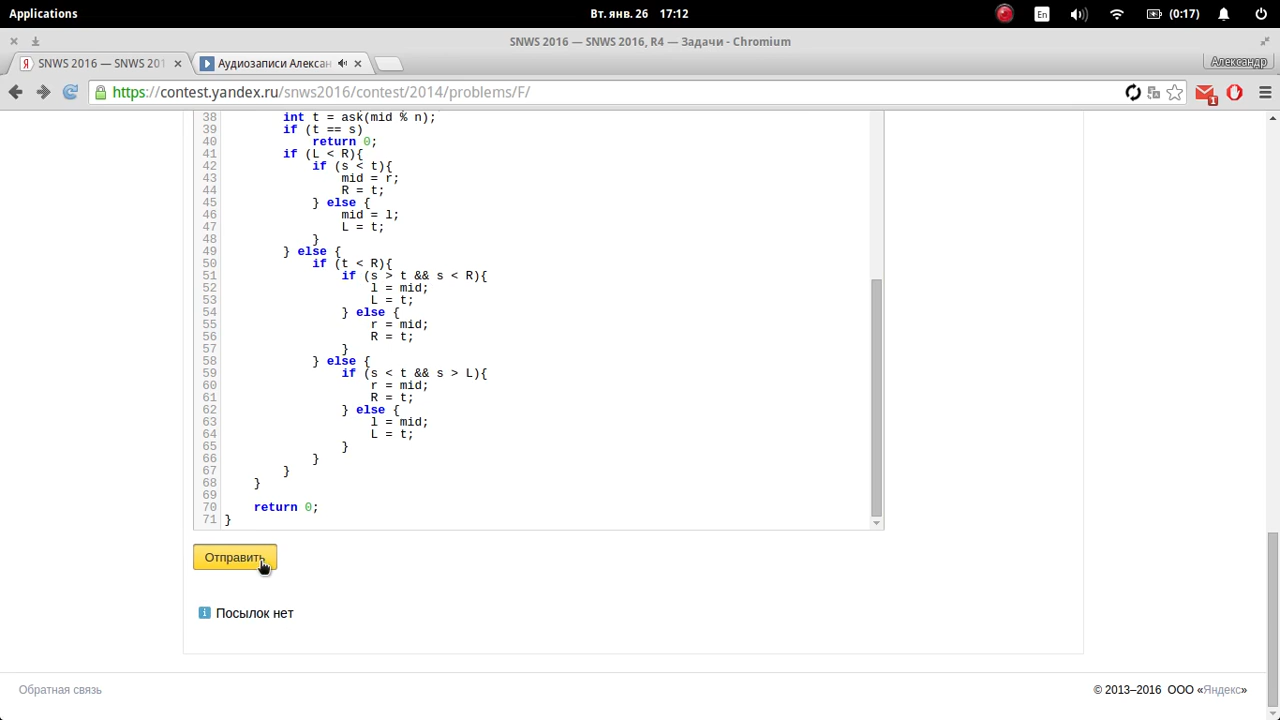 Applications
Вт. янв. 26 17:12
En
(0:17)
SNWS 2016 — SNWS 2016, R4 — Задачи - Chromium
Я SNWS 2016 — SNWS 201
Аудиозаписи Алексан
Александр
https://contest.yandex.ru/snws2016/contest/2014/problems/F/
1
38 int t = ask(mid % n);
39 if (t == s)
40 return 0;
41 if (L < R){
42 if (s < t){
43 mid = r;
44 R = t;
45 } else {
46 mid = l;
47 L = t;
48 }
49 } else {
50 if (t < R){
51 if (s > t && s < R){
52 l = mid;
53 L = t;
54 } else {
55 r = mid;
56 R = t;
57 }
58 } else {
59 if (s < t && s > L){
60 r = mid;
61 R = t;
62 } else {
63 l = mid;
64 L = t;
65 }
66 }
67 }
68 }
69
70 return 0;
71 }
Отправить
Посылок нет
Обратная связь
© 2013–2016 ООО «Яндекс»